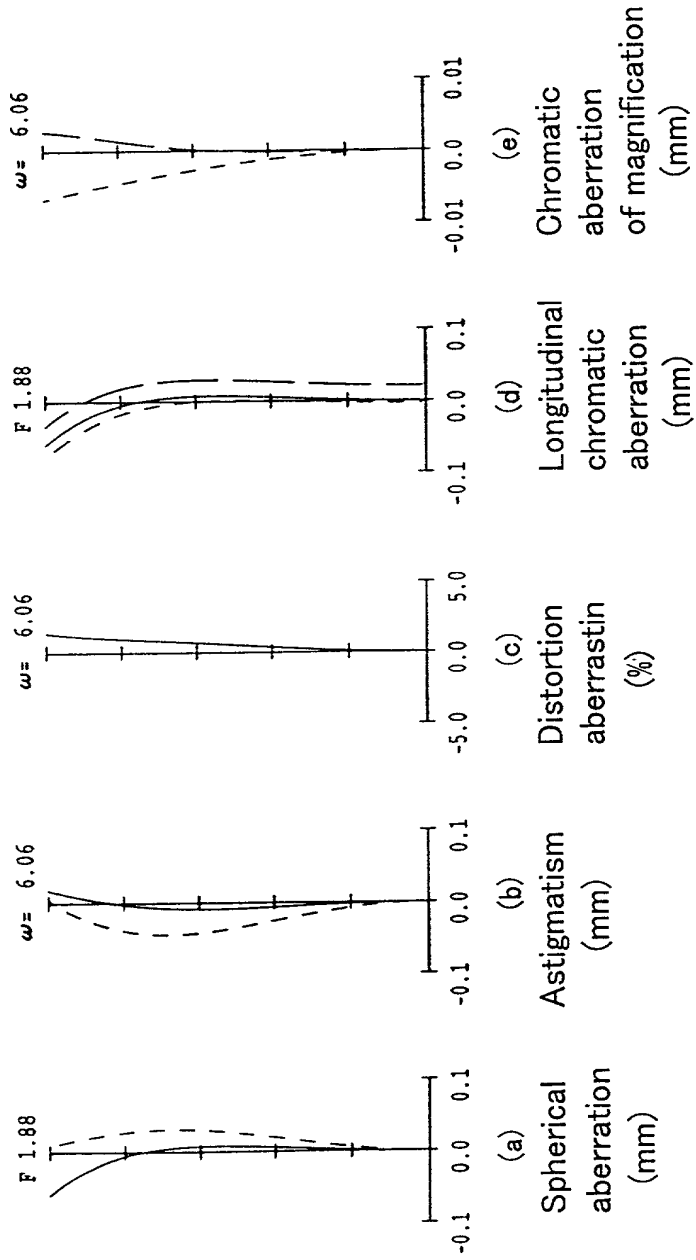 F 1.88
-0.1 0.0 0.1
(a)
Spherical
aberration
(mm)
ω= 6.06
-0.1 0.0 0.1
(b)
Astigmatism
(mm)
ω= 6.06
-5.0 0.0 5.0
(c)
Distortion
aberrastin
(%)
F 1.88
-0.1 0.0 0.1
(d)
Longitudinal
chromatic
aberration
(mm)
ω= 6.06
-0.01 0.0 0.01
(e)
Chromatic
aberration
of magnification
(mm)